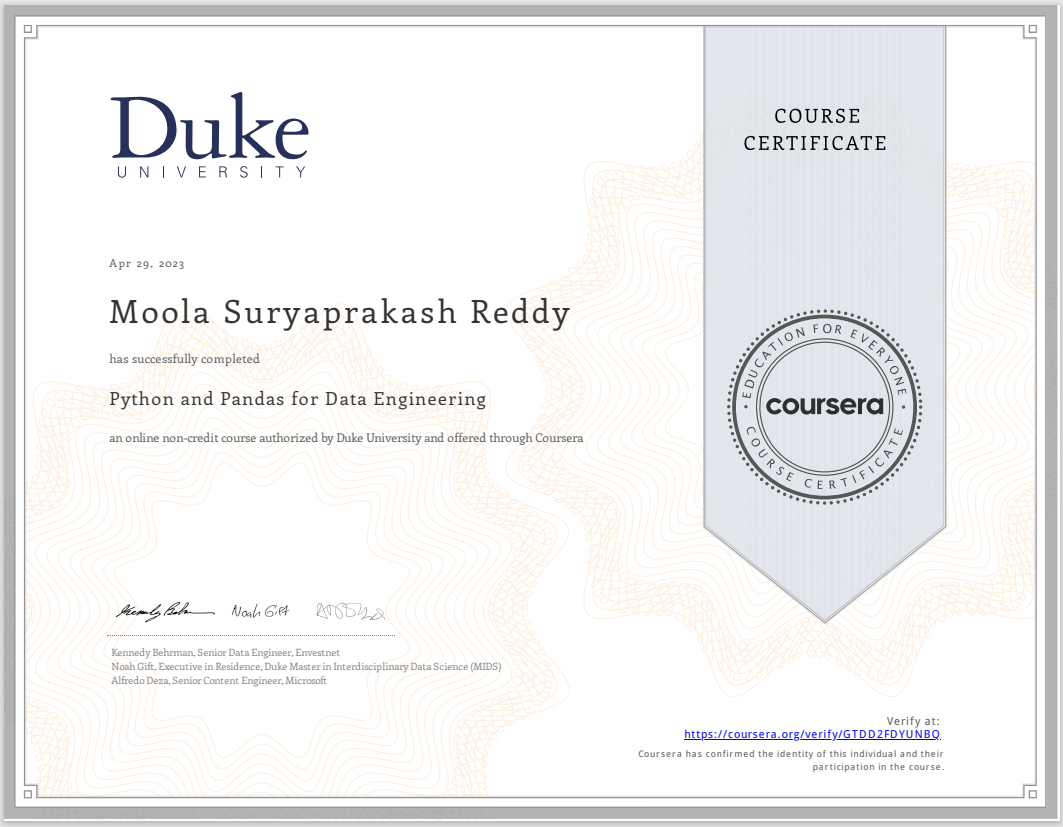 Duke
UNIVERSITY
COURSE
CERTIFICATE
Apr 29, 2023
Moola Suryaprakash Reddy
has successfully completed
Python and Pandas for Data Engineering
an online non-credit course authorized by Duke University and offered through Coursera
EDUCATION FOR EVERYONE
coursera
COURSE CERTIFICATE
Noah Gift
Kennedy Behrman, Senior Data Engineer, Envestnet
Noah Gift, Executive in Residence, Duke Master in Interdisciplinary Data Science (MIDS)
Alfredo Deza, Senior Content Engineer, Microsoft
Verify at:
https://coursera.org/verify/GTDD2FDYUNBQ
Coursera has confirmed the identity of this individual and their
participation in the course.